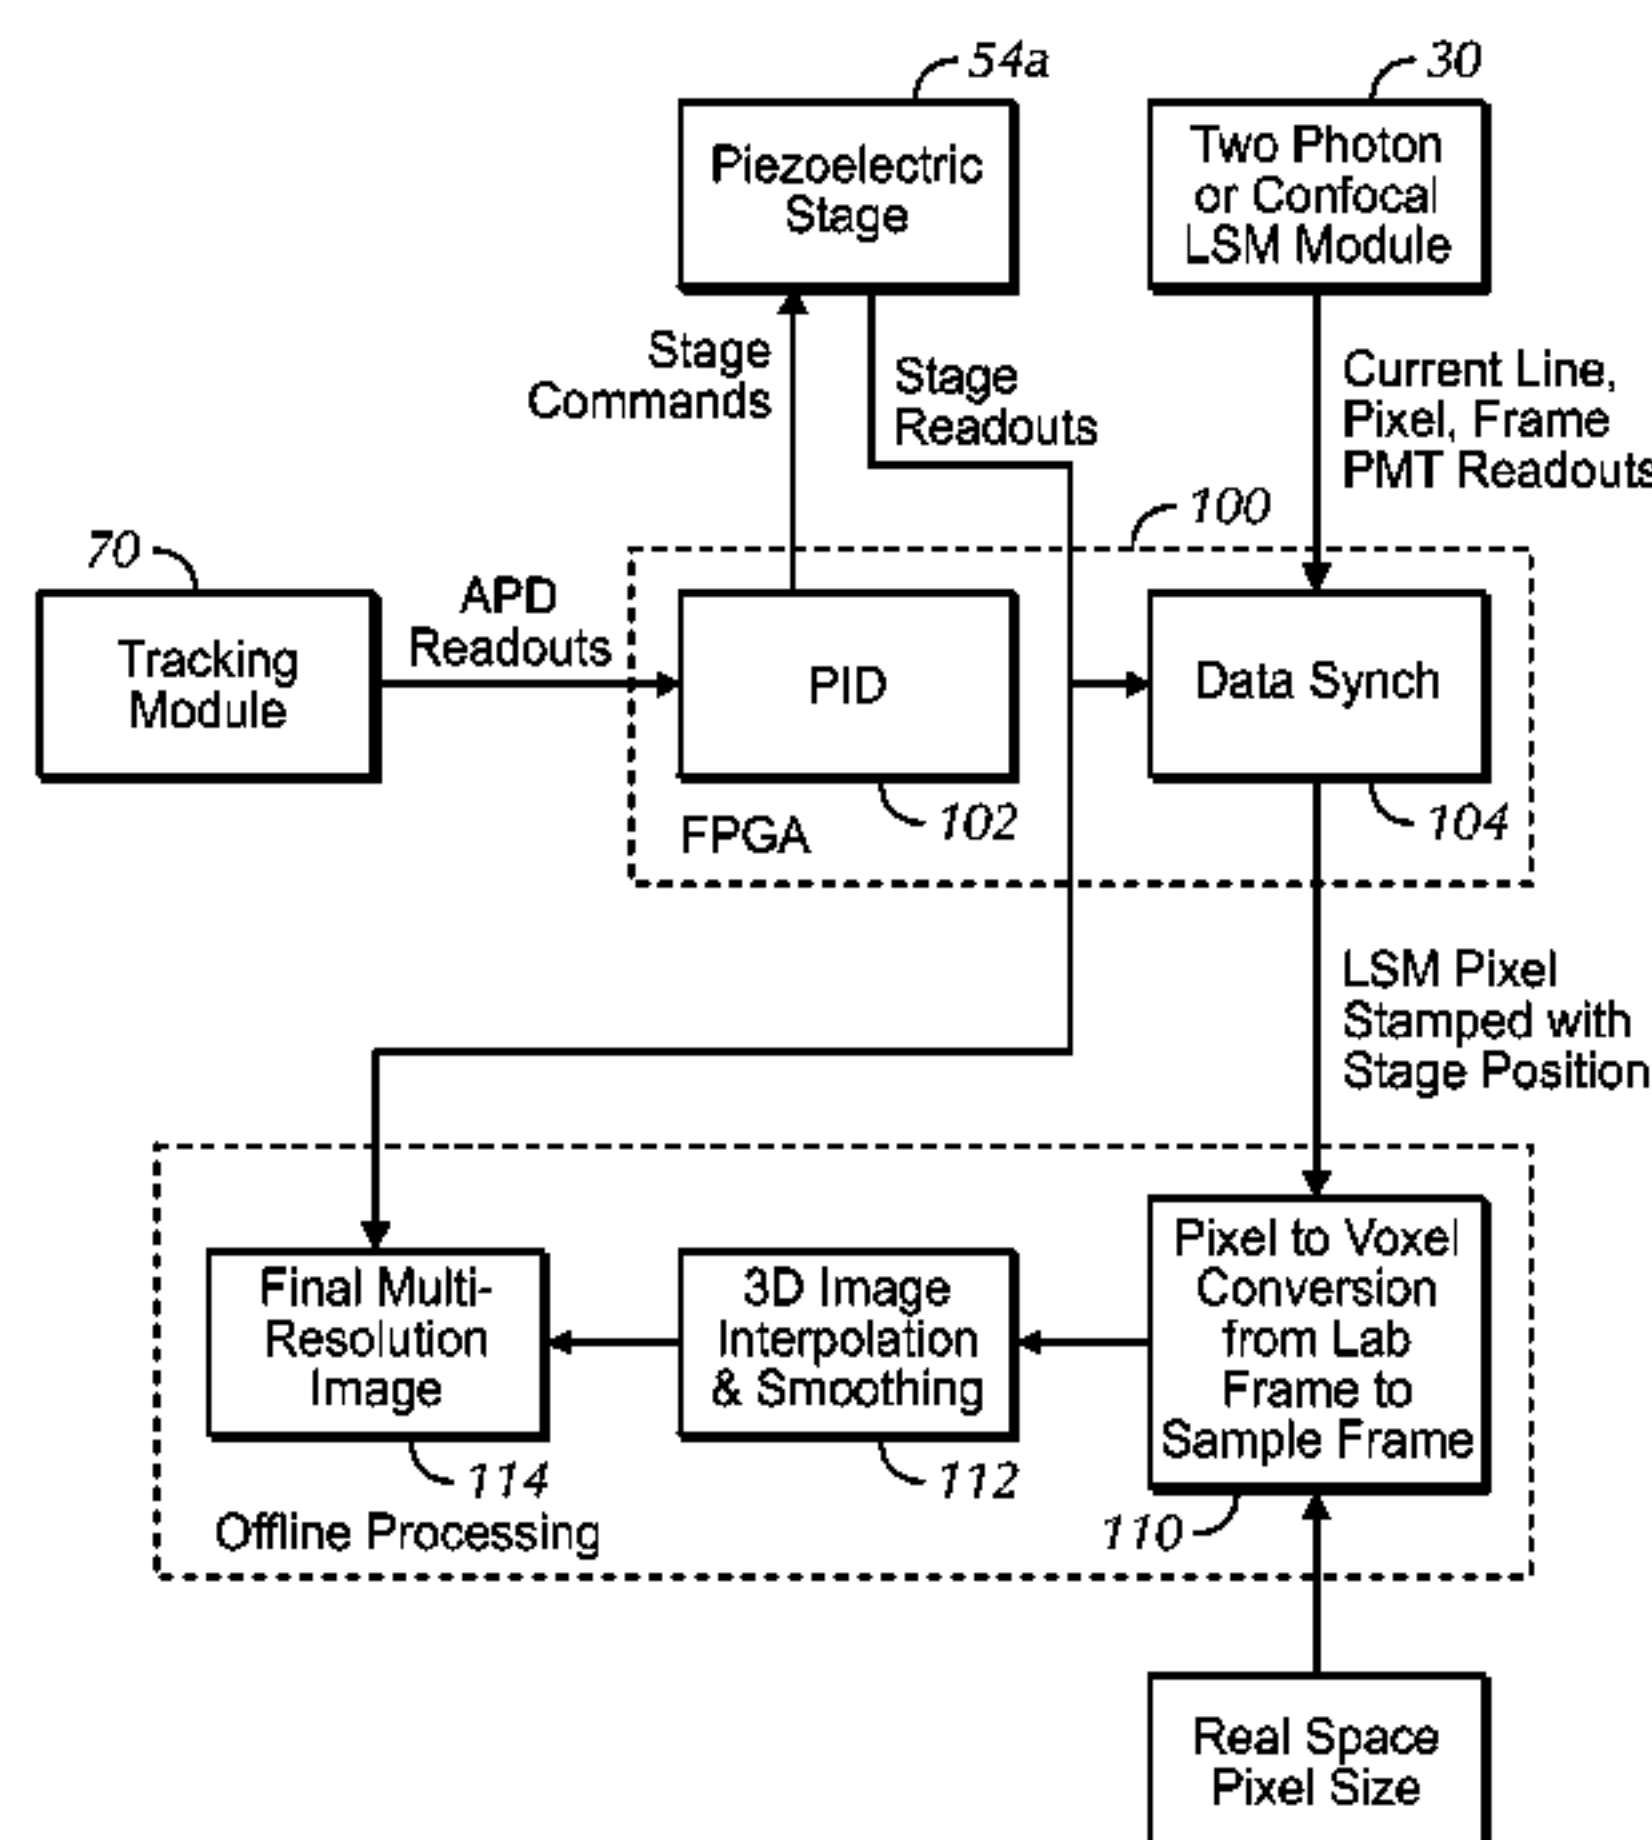 54a
30
Piezoelectric
Stage
Two Photon
or Confocal
LSM Module
Stage
Commands
Stage
Readouts
Current Line,
Pixel, Frame
PMT Readouts
100
70
Tracking
Module
APD
Readouts
PID
Data Synch
102
104
FPGA
LSM Pixel
Stamped with
Stage Position
Final Multi-
Resolution
Image
3D Image
Interpolation
& Smoothing
Pixel to Voxel
Conversion
from Lab
Frame to
Sample Frame
114
112
110
Offline Processing
Real Space
Pixel Size